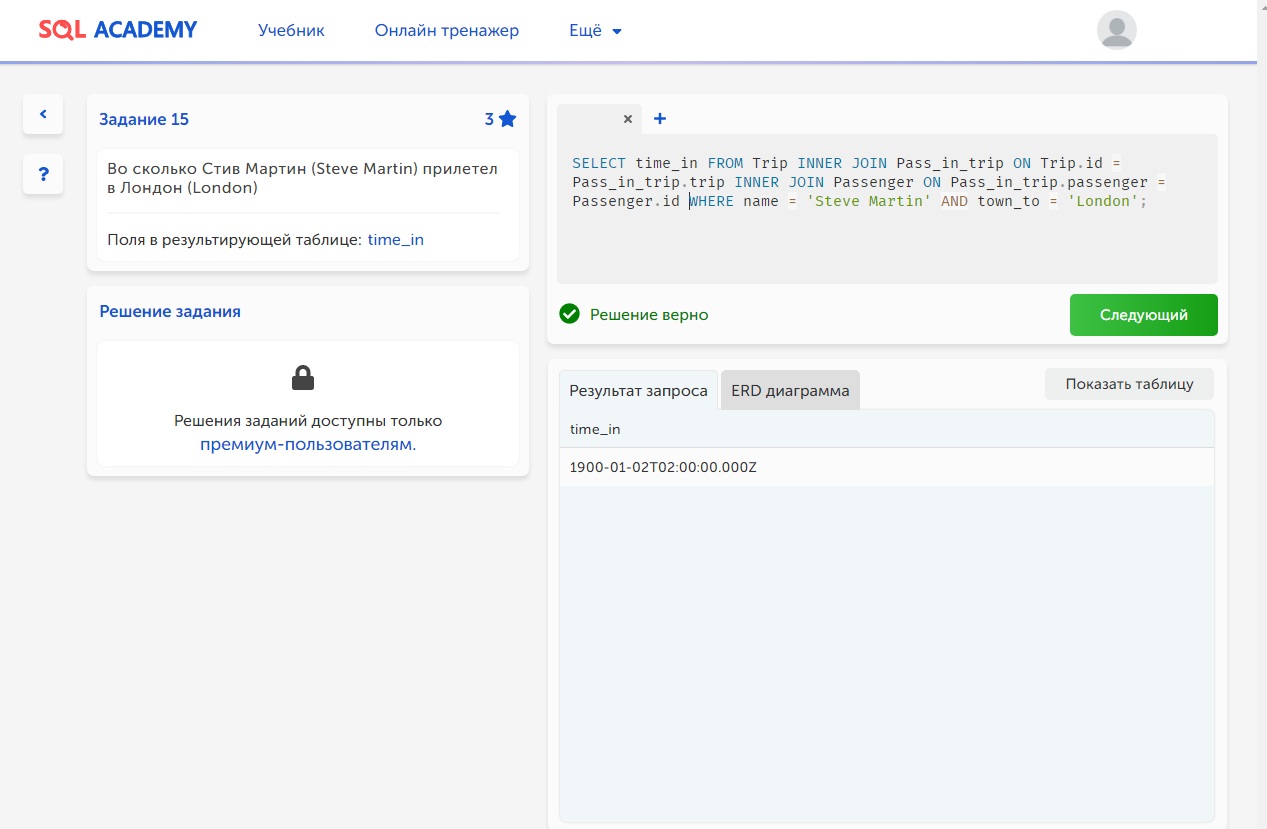 SQL ACADEMY
Учебник
Онлайн тренажер
Ещё
Задание 15
3
Во сколько Стив Мартин (Steve Martin) прилетел
в Лондон (London)
Поля в результирующей таблице: time_in
Решение задания
Решения заданий доступны только
премиум-пользователям.
SELECT time_in FROM Trip INNER JOIN Pass_in_trip ON Trip.id =
Pass_in_trip.trip INNER JOIN Passenger ON Pass_in_trip.passenger =
Passenger.id WHERE name = 'Steve Martin' AND town_to = 'London';
Решение верно
Следующий
Результат запроса
ERD диаграмма
Показать таблицу
time_in
1900-01-02T02:00:00.000Z